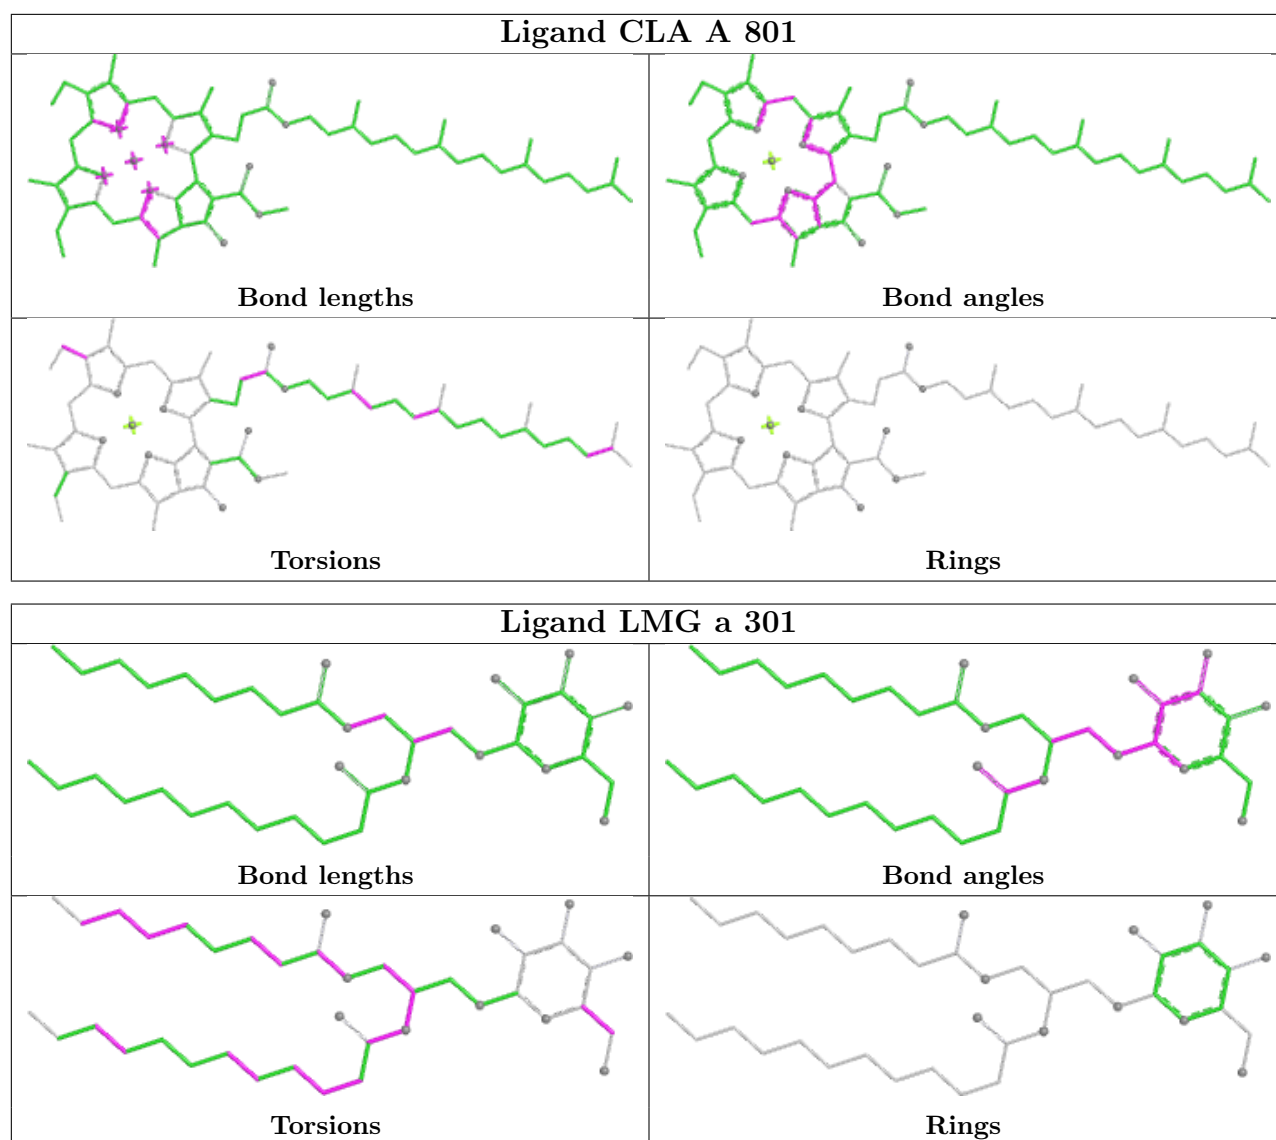 Ligand CLA A 801
Bond lengths
Bond angles
Torsions
Rings
Ligand LMG a 301
Bond lengths
Bond angles
Torsions
Rings